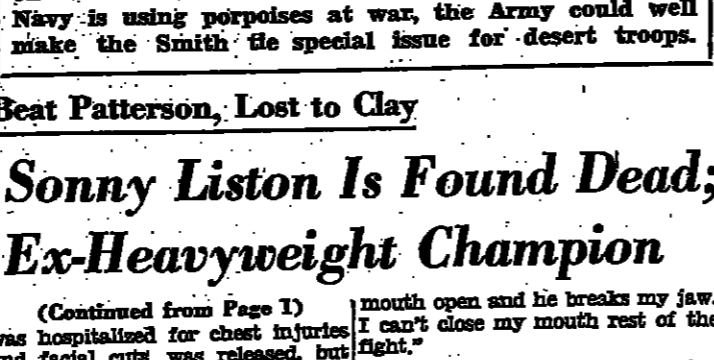 Navy is using porpoises at war, the Army could well
make the Smith tie special issue for desert troops.
Beat Patterson, Lost to Clay
Sonny Liston Is Found Dead;
Ex-Heavyweight Champion
(Continued from Page 1)
was hospitalized for chest injuries
and facial cuts, was released, but
mouth open and he breaks my jaw.
I can't close my mouth rest of the
fight."